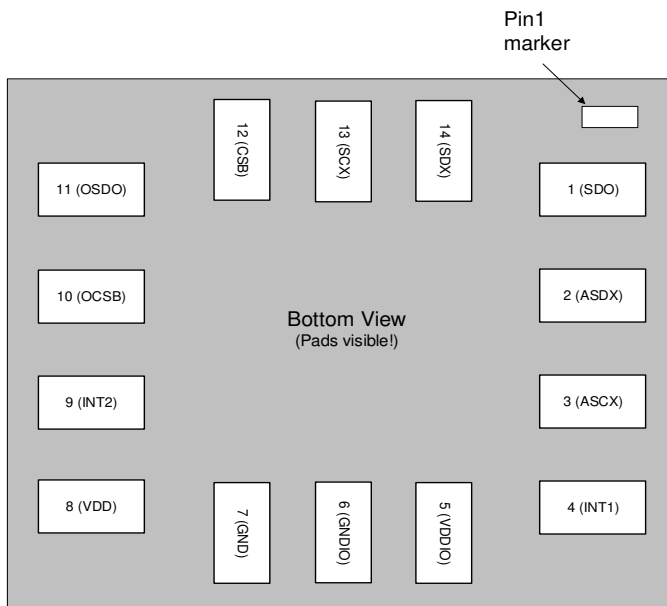 Pin1
marker
12 (CSB)
13 (SCX)
14 (SDX)
11 (OSDO)
1 (SDO)
10 (OCSB)
2 (ASDX)
Bottom View
(Pads visible!)
9 (INT2)
3 (ASCX)
8 (VDD)
7 (GND)
6 (GNDIO)
5 (VDDIO)
4 (INT1)